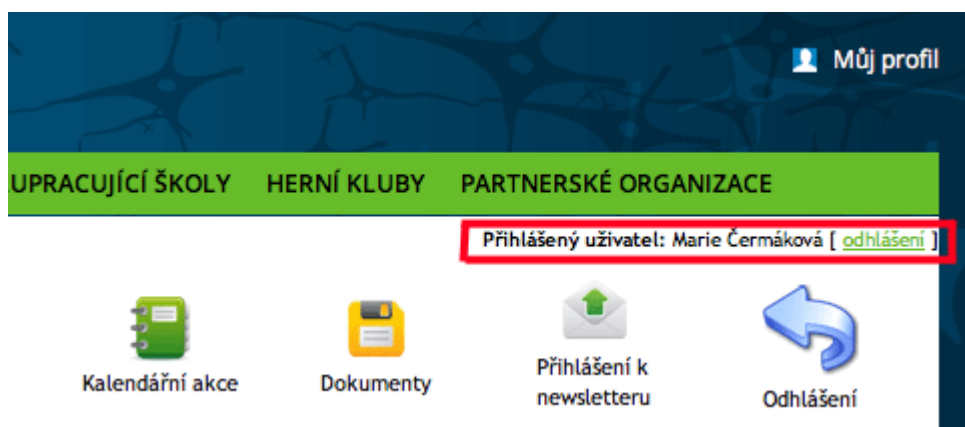 Můj profil
UPRACUJÍCÍ ŠKOLY HERNÍ KLUBY PARTNERSKÉ ORGANIZACE
Přihlášený uživatel: Marie Čermáková [ odhlášení ]
Kalendářní akce
Dokumenty
Přihlášení k
newsletteru
Odhlášení